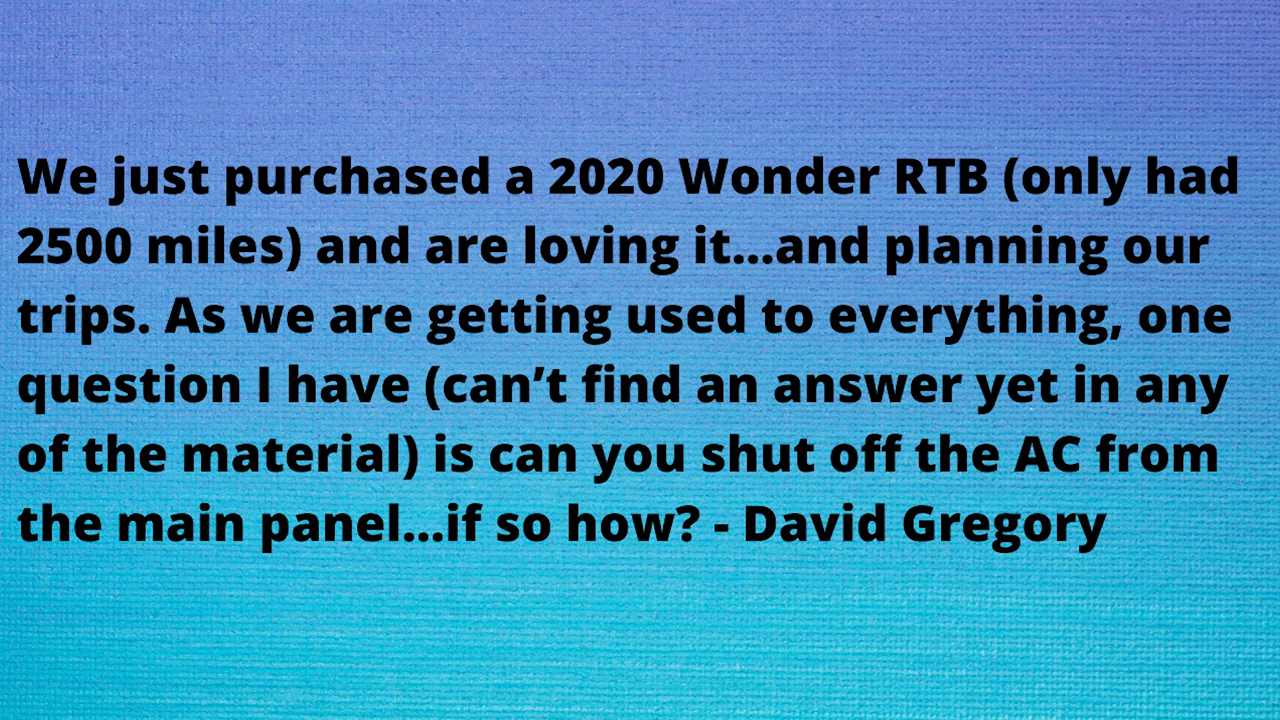 We just purchased a 2020 Wonder RTB (only had
2500 miles) and are loving it...and planning our
trips. As we are getting used to everything, one
question I have (can’t find an answer yet in any
of the material) is can you shut off the AC from
the main panel...if so how? - David Gregory